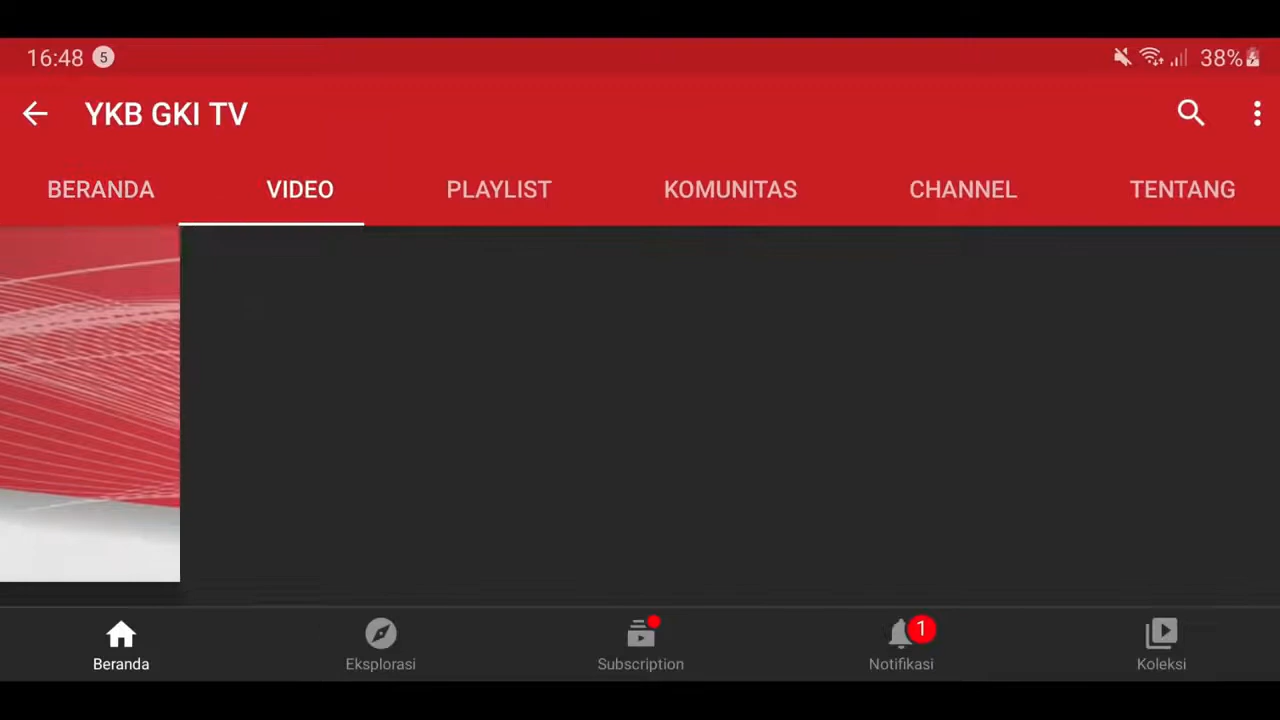 16:48 5 38%
YKB GKI TV
BERANDA VIDEO PLAYLIST KOMUNITAS CHANNEL TENTANG
1
Beranda Eksplorasi Subscription Notifikasi Koleksi